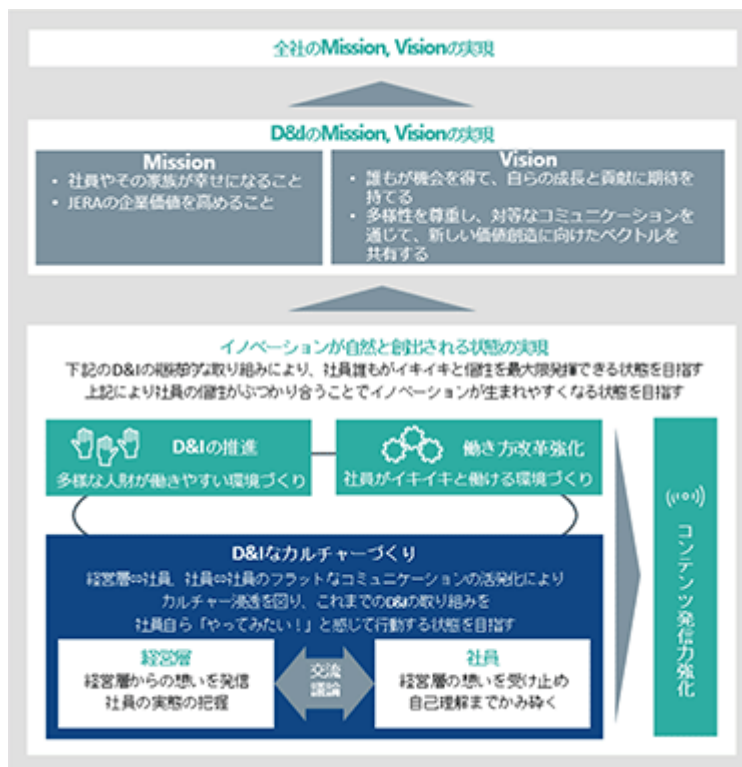 全社のMission, Visionの実現
D&IのMission, Visionの実現
Mission
• 社員やその家族が幸せになること
• JERAの企業価値を高めること
Vision
• 誰もが機会を得て、自らの成長と貢献に期待を
持てる
• 多様性を尊重し、対等なコミュニケーションを
通じて、新しい価値創造に向けたベクトルを
共有する
イノベーションが自然と創出される状態の実現
下記のD&Iの継続的な取り組みにより、社員誰もがイキイキと個性を最大限発揮できる状態を目指す
上記により社員の個性がぶつかり合うことでイノベーションが生まれやすくなる状態を目指す
D&Iの推進
多様な人財が働きやすい環境づくり
働き方改革強化
社員がイキイキと働ける環境づくり
D&Iなカルチャーづくり
経営層⇔社員、社員⇔社員のフラットなコミュニケーションの活発化により
カルチャー浸透を図り、これまでのD&Iの取り組みを
社員自ら「やってみたい！」と感じて行動する状態を目指す
経営層
経営層からの想いを発信
社員の実態の把握
交流
議論
社員
経営層の想いを受け止め
自己理解までかみ砕く
コンテンツ発信力強化